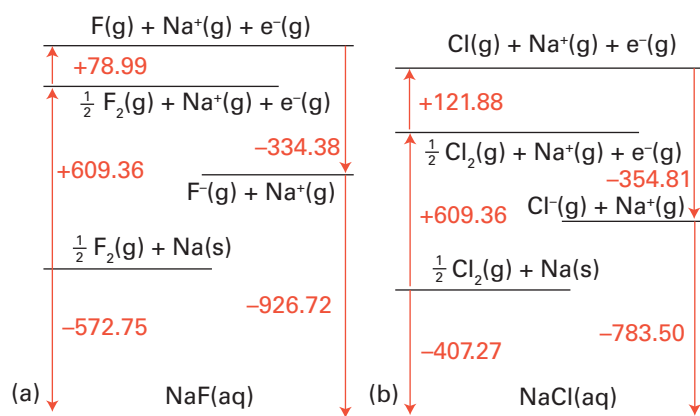 F(g) + Na⁺(g) + e⁻(g)
+78.99
½ F₂(g) + Na⁺(g) + e⁻(g)
−334.38
+609.36
F⁻(g) + Na⁺(g)
½ F₂(g) + Na(s)
−926.72
−572.75
(a)
NaF(aq)
Cl(g) + Na⁺(g) + e⁻(g)
+121.88
½ Cl₂(g) + Na⁺(g) + e⁻(g)
−354.81
Cl⁻(g) + Na⁺(g)
+609.36
½ Cl₂(g) + Na(s)
−783.50
−407.27
(b)
NaCl(aq)